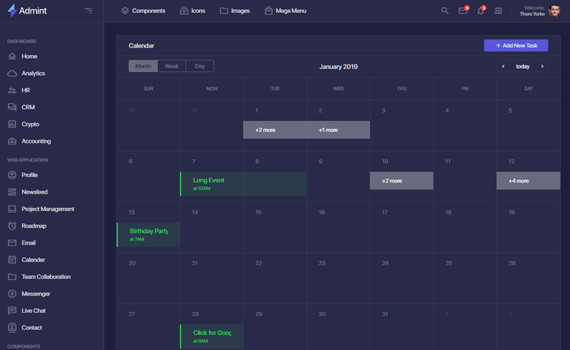 Admint
Components
Icons
Images
Mega Menu
Welcome,
Thom Yorke
DASHBOARD
Home
Analytics
HR
CRM
Crypto
Accounting
WEB APPLICATION
Profile
Newsfeed
Project Management
Roadmap
Email
Calender
Team Collaboration
Messenger
Live Chat
Contact
COMPONENTS
Calendar
+ Add New Task
Month Week Day
January 2019
today
SUN MON TUE WED THU FRI SAT
30 31 1 2 3 4 5
+2 more +1 more
6 7 8 9 10 11 12
Long Event
at 10AM
+2 more
+4 more
13 14 15 16 17 18 19
Birthday Party
at 7AM
20 21 22 23 24 25 26
27 28 29 30 31 1 2
Click for Goog
at 8AM